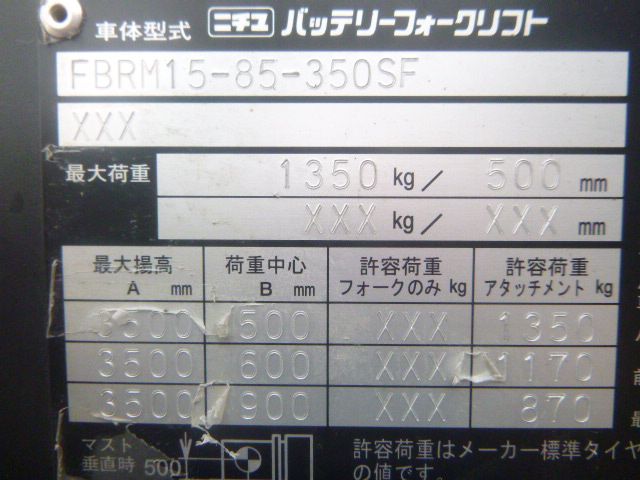 車体型式 ニチユ バッテリーフォークリフト
FBRM15-85-350SF
XXX
最大荷重 1350 kg/ 500 mm
XXX kg/ XXX mm
最大揚高 荷重中心 許容荷重 許容荷重
A mm B mm フォークのみ kg アタッチメント kg
3500 500 XXX 1350
3500 600 XXX 1170
3500 900 XXX 870
マスト
垂直時 500
許容荷重はメーカー標準タイヤ
の値です。